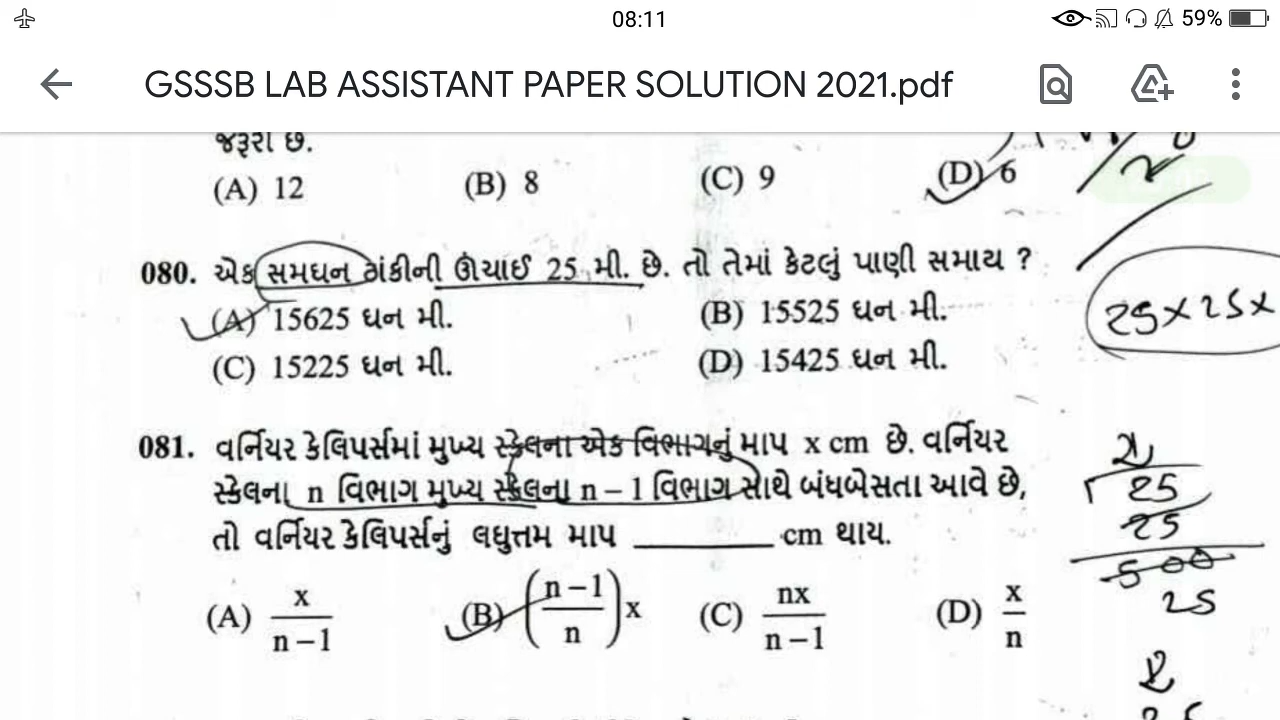 08:11
59%
GSSSB LAB ASSISTANT PAPER SOLUTION 2021.pdf
જરૂરી છે.
(A) 12 (B) 8 (C) 9 (D) 6
080. એક સમઘન ટાંકીની ઊંચાઈ 25 મી. છે. તો તેમાં કેટલું પાણી સમાય ?
(A) 15625 ઘન મી. (B) 15525 ઘન મી.
(C) 15225 ઘન મી. (D) 15425 ઘન મી.
25×25×
081. વર્નિયર કેલિપર્સમાં મુખ્ય સ્કેલના એક વિભાગનું માપ x cm છે. વર્નિયર
સ્કેલના n વિભાગ મુખ્ય સ્કેલના n – 1 વિભાગ સાથે બંધબેસતા આવે છે,
તો વર્નિયર કેલિપર્સનું લઘુત્તમ માપ ________ cm થાય.
(A) x/(n–1) (B) ((n–1)/n)x (C) nx/(n–1) (D) x/n
25
25
25